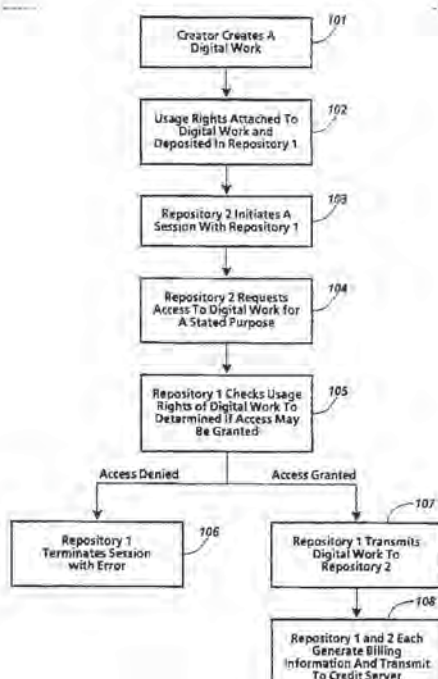 101
Creator Creates A
Digital Work
102
Usage Rights Attached To
Digital Work and
Deposited In Repository 1
103
Repository 2 Initiates A
Session With Repository 1
104
Repository 2 Requests
Access To Digital Work for
A Stated Purpose
105
Repository 1 Checks Usage
Rights of Digital Work To
Determined if Access May
Be Granted
Access Denied
Access Granted
106
Repository 1
Terminates Session
with Error
107
Repository 1 Transmits
Digital Work To
Repository 2
108
Repository 1 and 2 Each
Generate Billing
Information And Transmit
To Credit Server